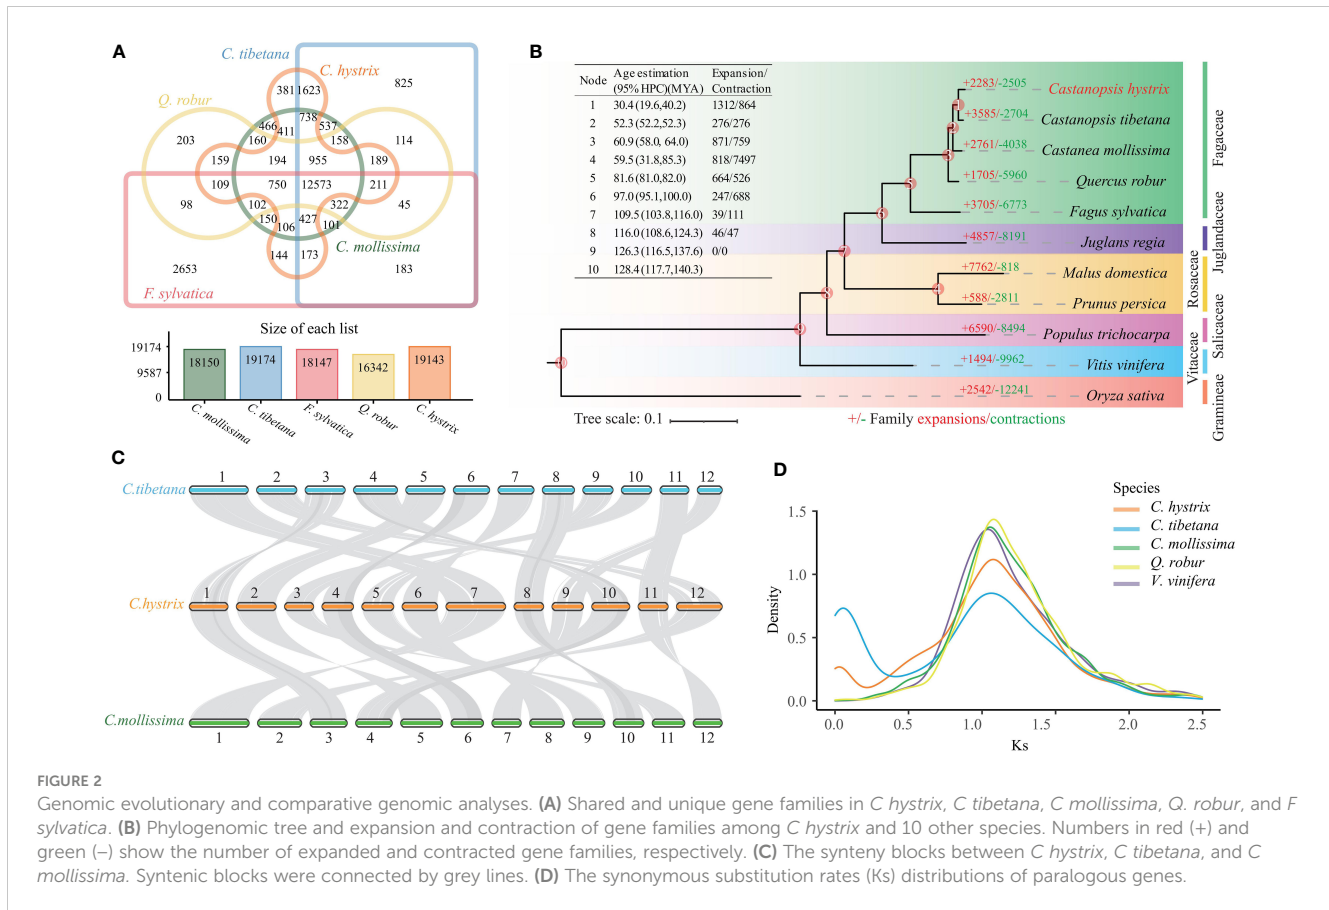 A
C. tibetana
C. hystrix
Q. robur
381 1623
825
738
466 411 537
203
160 158
114
159 194 955 189
109 750 12573 211
98
102 322
45
150 427 101
106
C. mollissima
144 173
2653
183
F. sylvatica
Size of each list
19174
9587
0
18150 19174 18147 16342 19143
C. mollissima
C. tibetana
F. sylvatica
Q. robur
C. hystrix
B
Node Age estimation (95% HPC)(MYA) Expansion/Contraction
1 30.4 (19.6,40.2) 1312/864
2 52.3 (52.2,52.3) 276/276
3 60.9 (58.0, 64.0) 871/759
4 59.5 (31.8,85.3) 818/7497
5 81.6 (81.0,82.0) 664/526
6 97.0 (95.1,100.0) 247/688
7 109.5 (103.8,116.0) 39/111
8 116.0 (108.6,124.3) 46/47
9 126.3 (116.5,137.6) 0/0
10 128.4 (117.7,140.3)
+2283/-2505 Castanopsis hystrix
+3585/-2704 Castanopsis tibetana
+2761/-4038 Castanea mollissima
+1705/-5960 Quercus robur
+3705/-6773 Fagus sylvatica
+4857/-8191 Juglans regia
+7762/-818 Malus domestica
+588/-2811 Prunus persica
+6590/-8494 Populus trichocarpa
+1494/-9962 Vitis vinifera
+2542/-12241 Oryza sativa
Fagaceae
Juglandaceae
Rosaceae
Salicaceae
Vitaceae
Gramineae
Tree scale: 0.1
+/- Family expansions/contractions
C
1 2 3 4 5 6 7 8 9 10 11 12
C.tibetana
1 2 3 4 5 6 7 8 9 10 11 12
C.hystrix
C.mollissima
1 2 3 4 5 6 7 8 9 10 11 12
D
Species
C. hystrix
C. tibetana
C. mollissima
Q. robur
V. vinifera
1.5
1.0
0.5
0.0
Density
0.0 0.5 1.0 1.5 2.0 2.5
Ks
FIGURE 2
Genomic evolutionary and comparative genomic analyses. (A) Shared and unique gene families in C hystrix, C tibetana, C mollissima, Q. robur, and F
sylvatica. (B) Phylogenomic tree and expansion and contraction of gene families among C hystrix and 10 other species. Numbers in red (+) and
green (–) show the number of expanded and contracted gene families, respectively. (C) The synteny blocks between C hystrix, C tibetana, and C
mollissima. Syntenic blocks were connected by grey lines. (D) The synonymous substitution rates (Ks) distributions of paralogous genes.